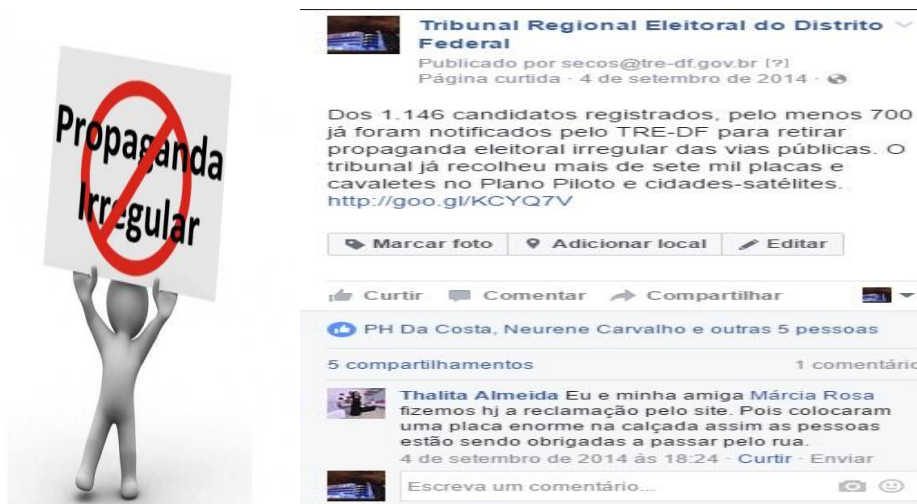 Propaganda
Irregular
Tribunal Regional Eleitoral do Distrito
Federal
Publicado por secos@tre-df.gov.br [?]
Página curtida · 4 de setembro de 2014 ·
Dos 1.146 candidatos registrados, pelo menos 700
já foram notificados pelo TRE-DF para retirar
propaganda eleitoral irregular das vias públicas. O
tribunal já recolheu mais de sete mil placas e
cavaletes no Plano Piloto e cidades-satélites.
http://goo.gl/KCYQ7V
Marcar foto Adicionar local Editar
Curtir Comentar Compartilhar
PH Da Costa, Neurene Carvalho e outras 5 pessoas
5 compartilhamentos 1 comentário
Thalita Almeida Eu e minha amiga Márcia Rosa
fizemos hj a reclamação pelo site. Pois colocaram
uma placa enorme na calçada assim as pessoas
estão sendo obrigadas a passar pelo rua.
4 de setembro de 2014 às 18:24 · Curtir · Enviar
Escreva um comentário...